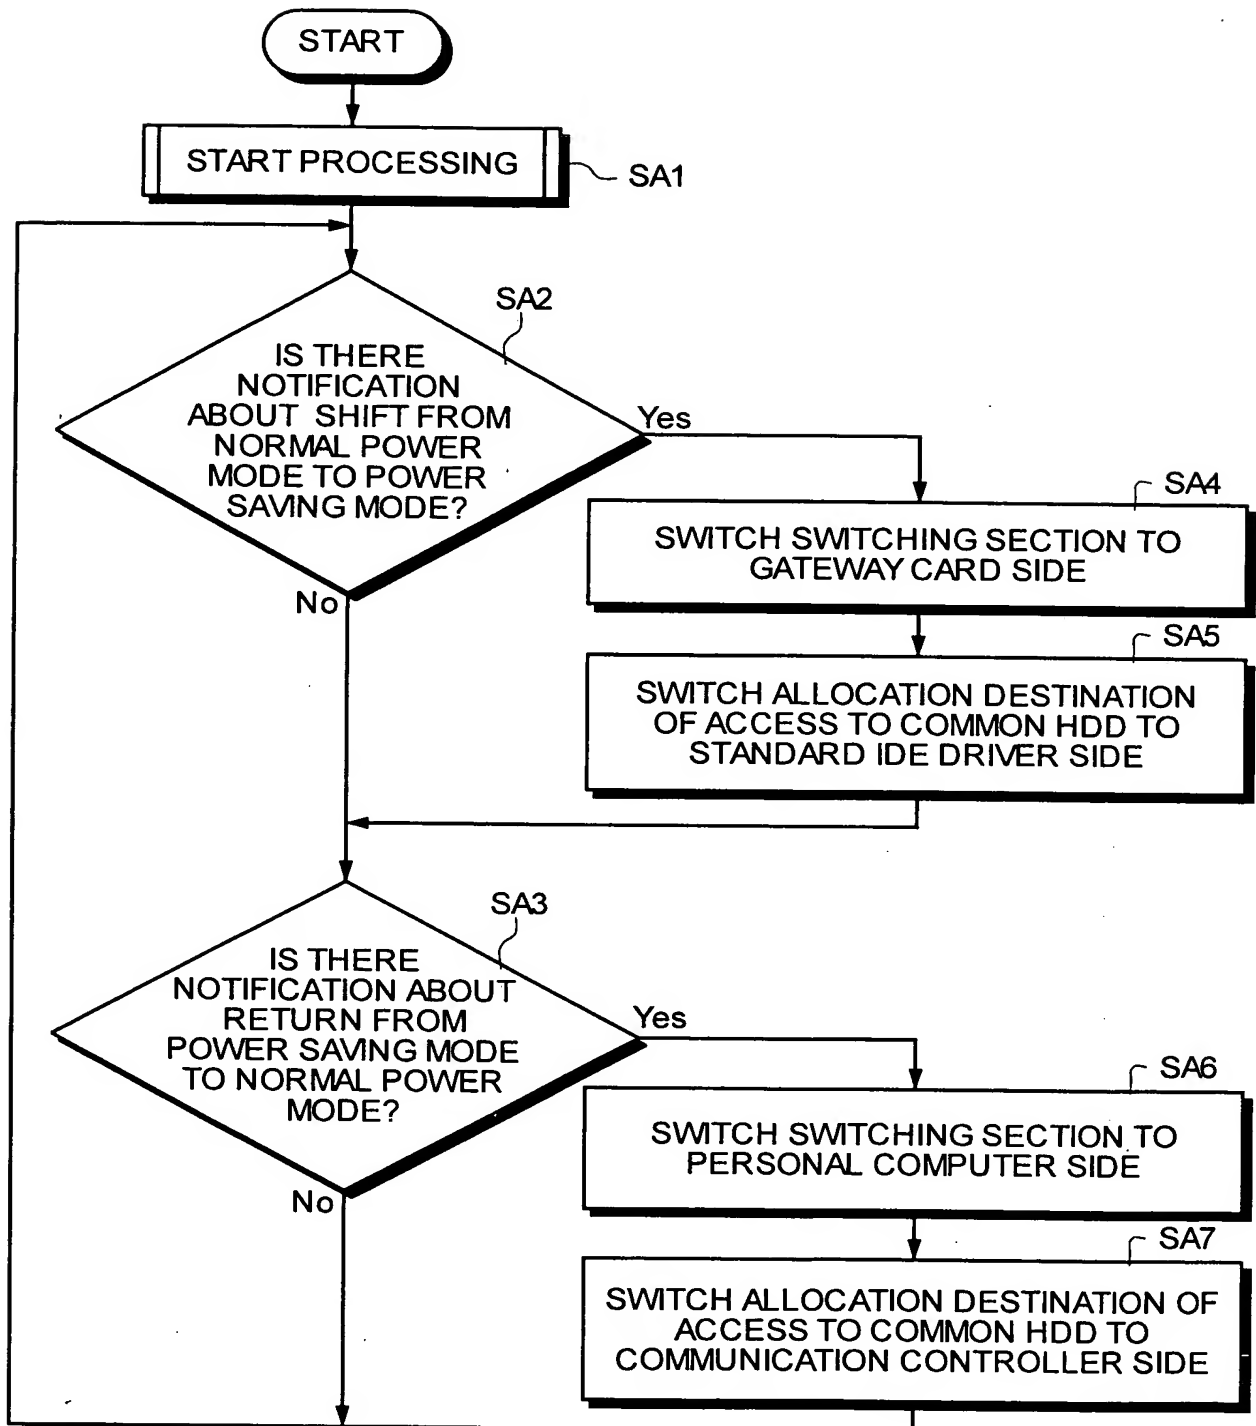 START
START PROCESSING
SA1
SA2
IS THERE
NOTIFICATION
ABOUT SHIFT FROM
NORMAL POWER
MODE TO POWER
SAVING MODE?
Yes
No
SA4
SWITCH SWITCHING SECTION TO
GATEWAY CARD SIDE
SA5
SWITCH ALLOCATION DESTINATION
OF ACCESS TO COMMON HDD TO
STANDARD IDE DRIVER SIDE
SA3
IS THERE
NOTIFICATION ABOUT
RETURN FROM
POWER SAVING MODE
TO NORMAL POWER
MODE?
Yes
No
SA6
SWITCH SWITCHING SECTION TO
PERSONAL COMPUTER SIDE
SA7
SWITCH ALLOCATION DESTINATION OF
ACCESS TO COMMON HDD TO
COMMUNICATION CONTROLLER SIDE